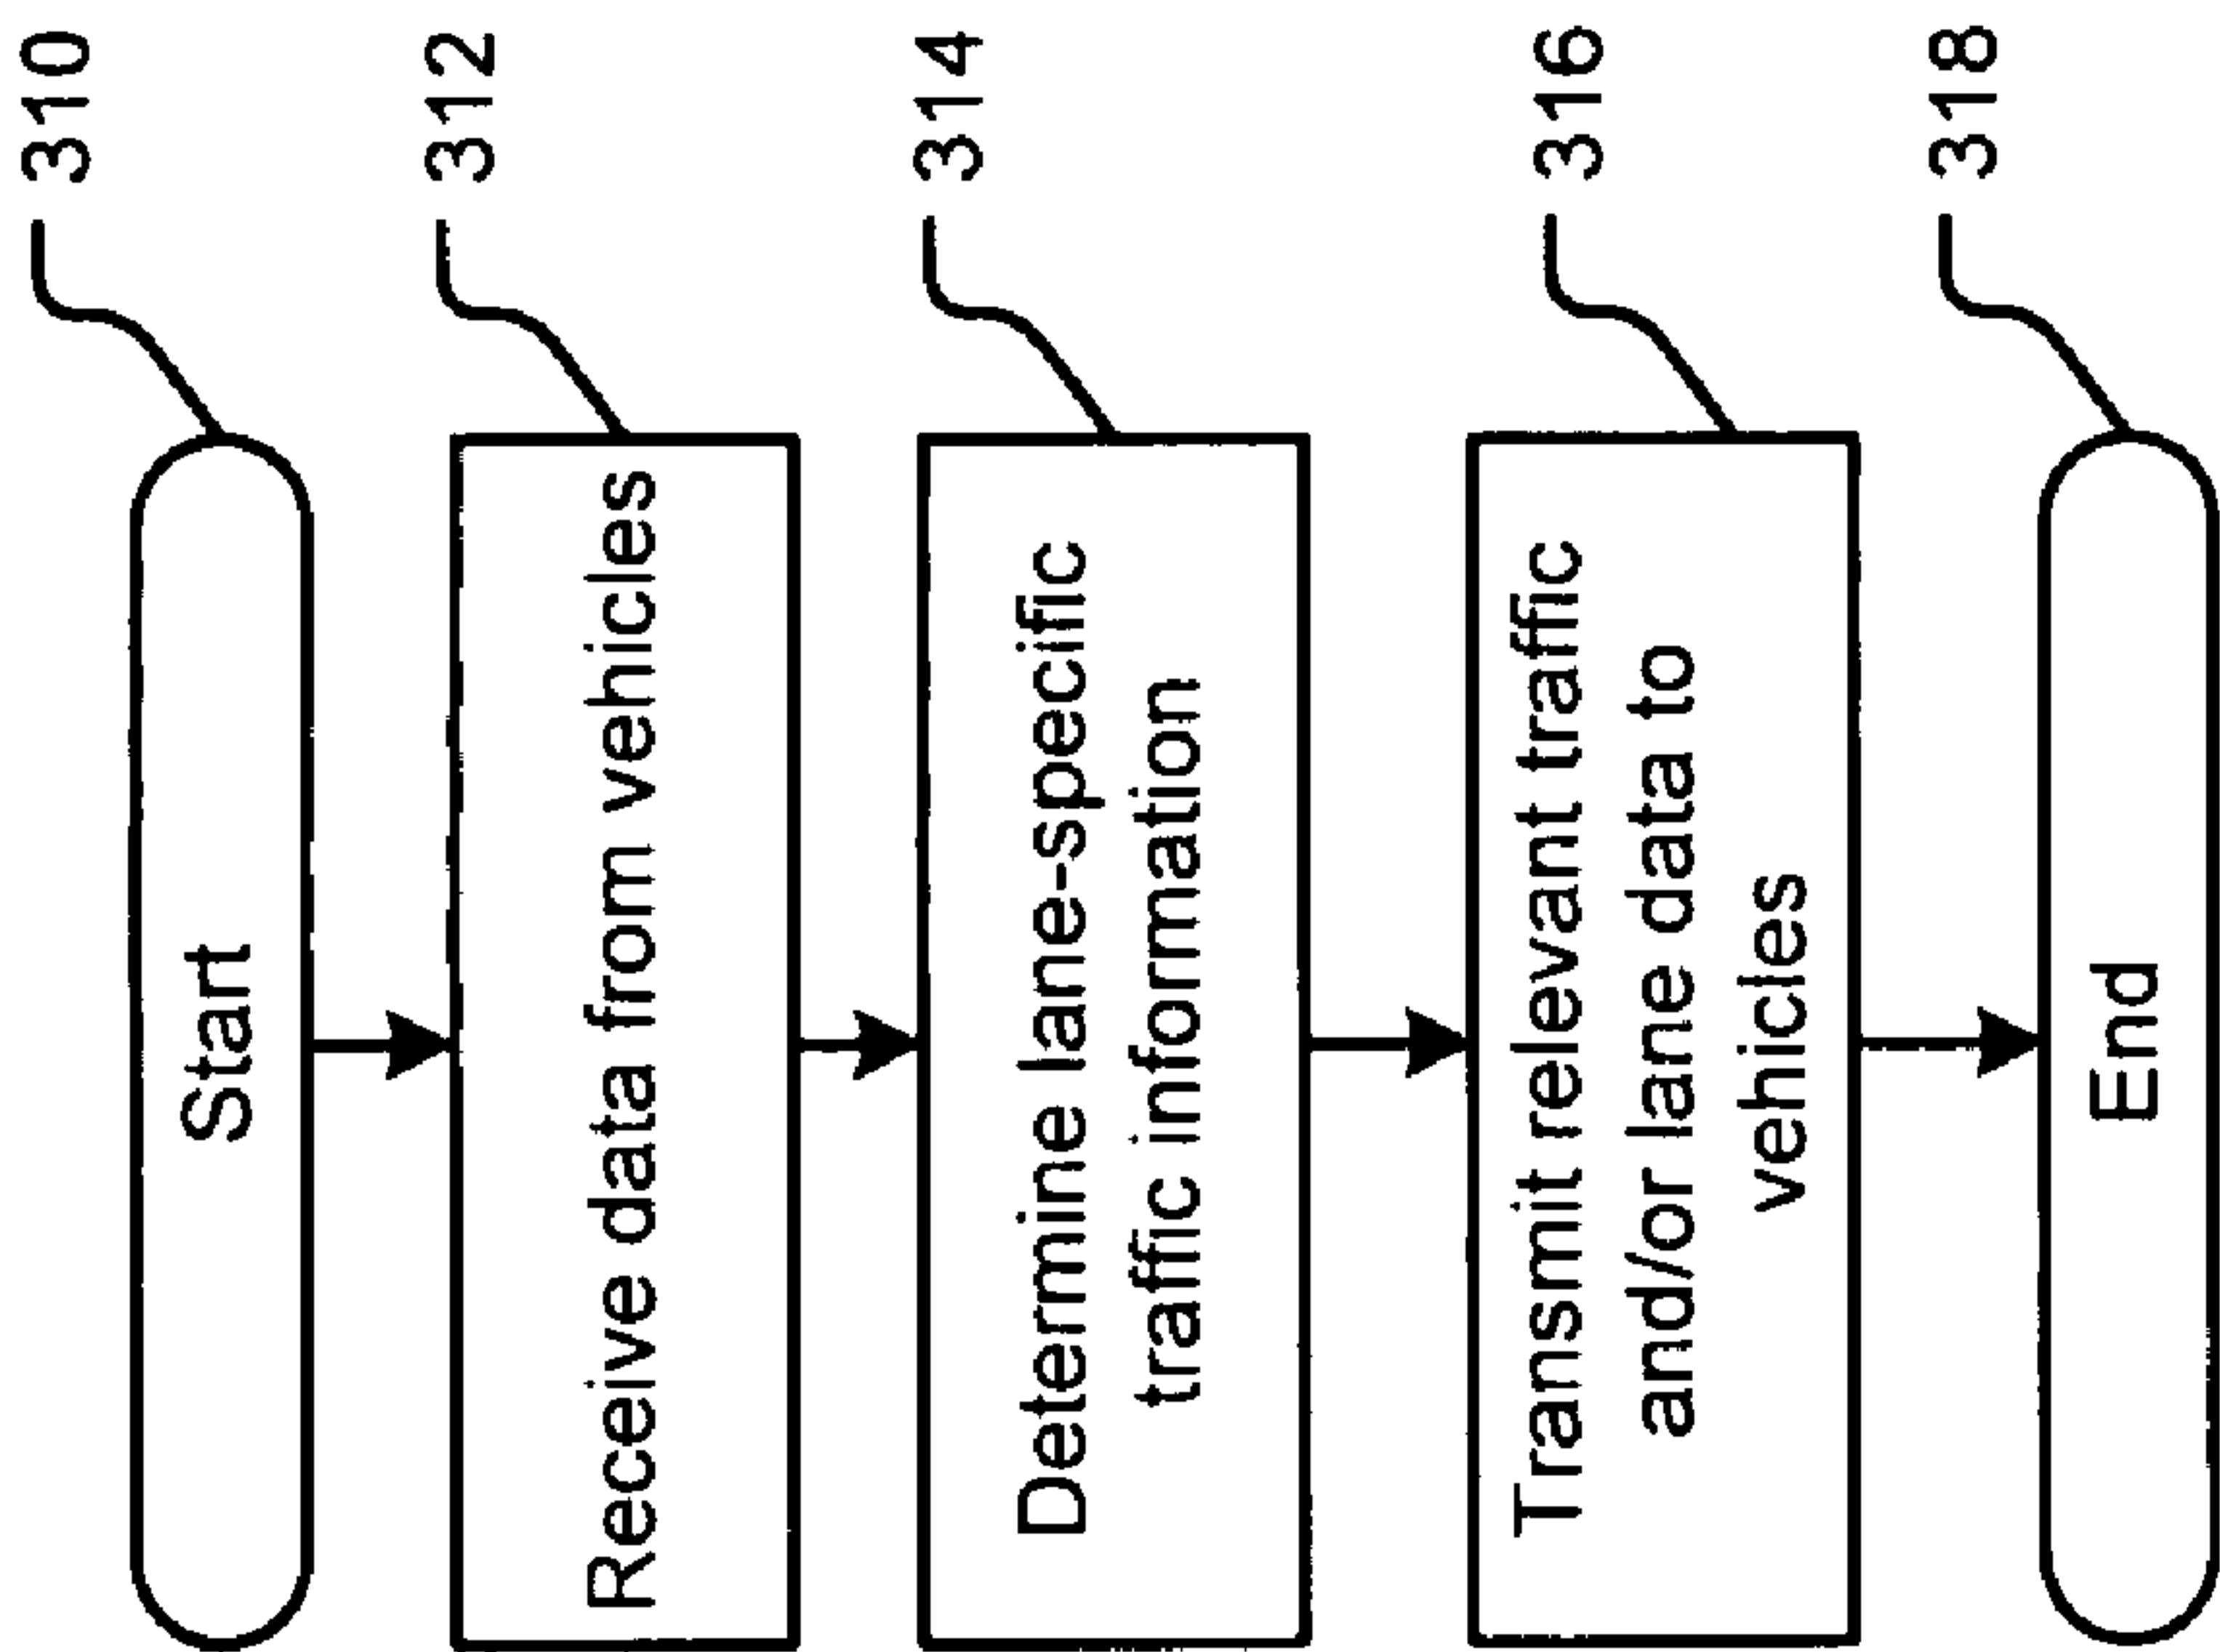 Start
310
Receive data from vehicles
312
Determine lane-specific
traffic information
314
Transmit relevant traffic
and/or lane data to
vehicles
316
End
318